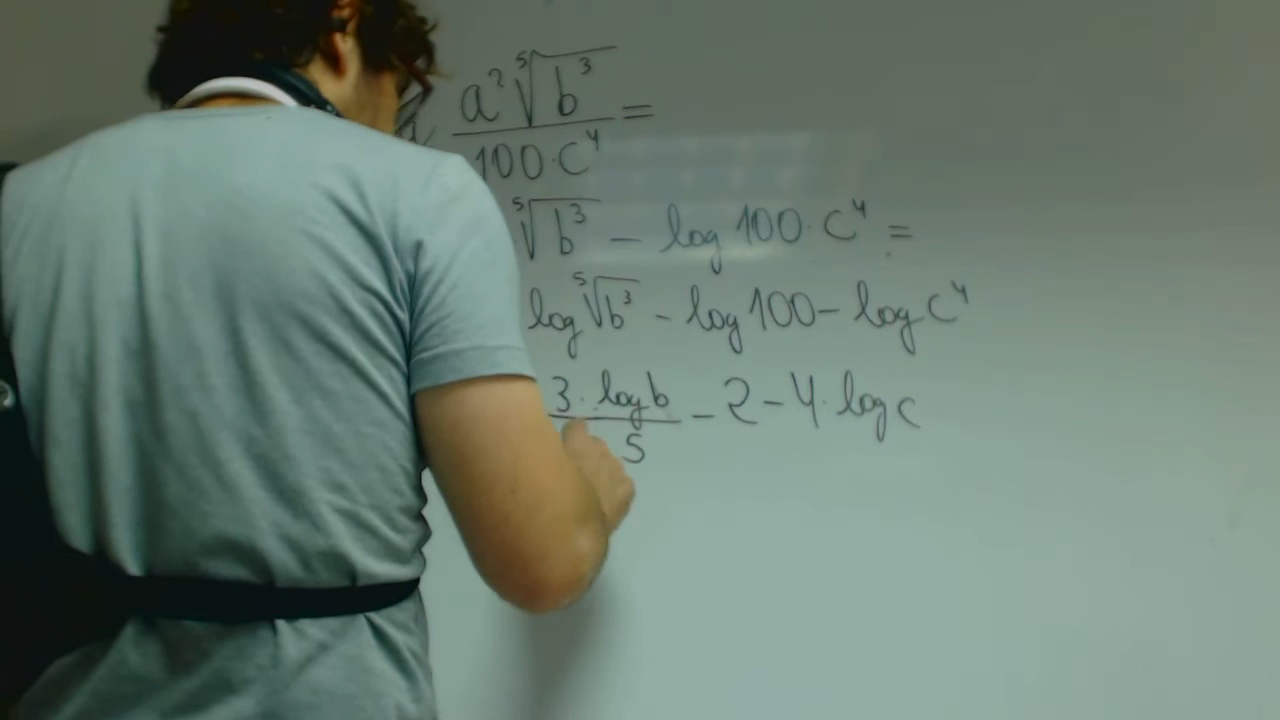 a² ⁵√b³ / 100·c⁴ =
⁵√b³ - log 100·c⁴ =
log ⁵√b³ - log 100 - log c⁴
3·log b / 5 - 2 - 4·log c